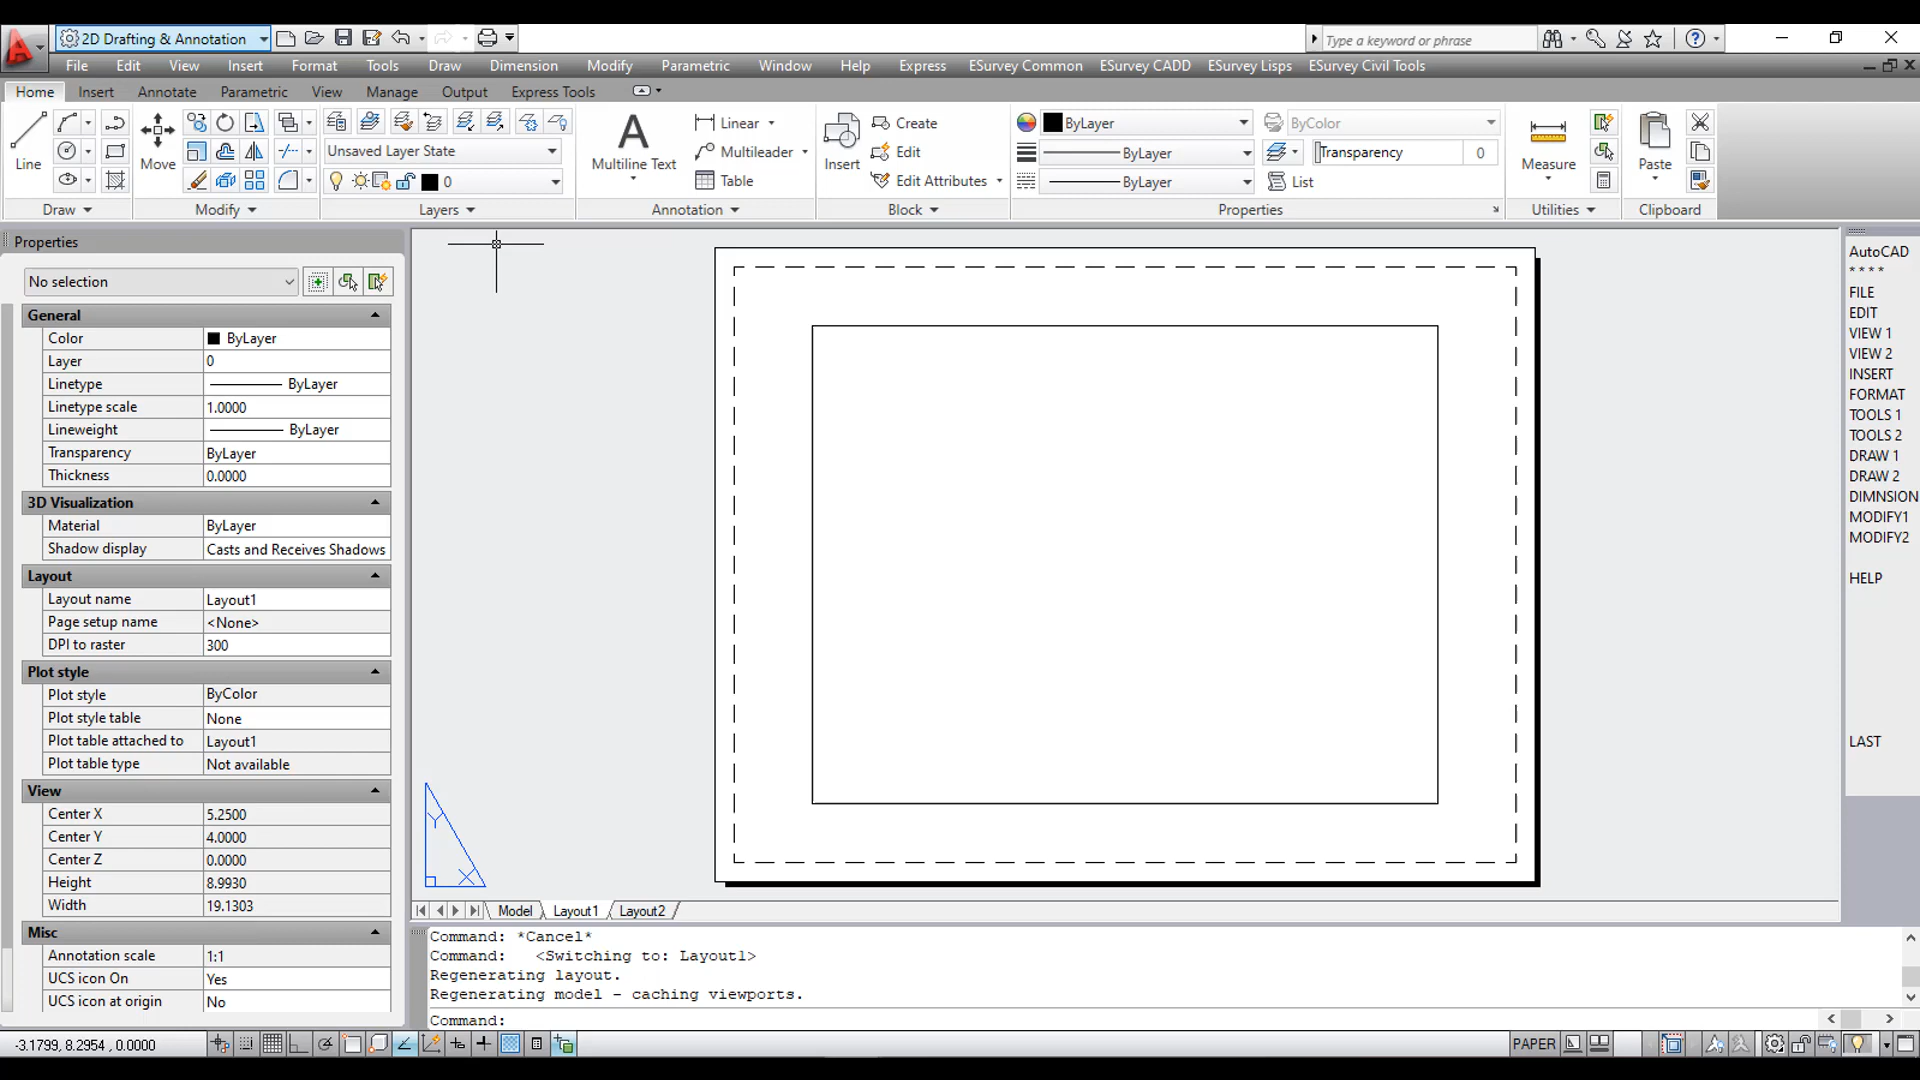 2D Drafting & Annotation
Type a keyword or phrase
File Edit View Insert Format Tools Draw Dimension Modify Parametric Window Help Express ESurvey Common ESurvey CADD ESurvey Lisps ESurvey Civil Tools
Home Insert Annotate Parametric View Manage Output Express Tools
Line
Draw
Move
Modify
Unsaved Layer State
0
Layers
A
Multiline Text
Linear
Multileader
Table
Annotation
Insert
Create
Edit
Edit Attributes
Block
ByLayer
ByLayer
ByLayer
ByColor
Transparency 0
List
Properties
Measure
Utilities
Paste
Clipboard
Properties
No selection
General
Color ByLayer
Layer 0
Linetype ByLayer
Linetype scale 1.0000
Lineweight ByLayer
Transparency ByLayer
Thickness 0.0000
3D Visualization
Material ByLayer
Shadow display Casts and Receives Shadows
Layout
Layout name Layout1
Page setup name <None>
DPI to raster 300
Plot style
Plot style ByColor
Plot style table None
Plot table attached to Layout1
Plot table type Not available
View
Center X 5.2500
Center Y 4.0000
Center Z 0.0000
Height 8.9930
Width 19.1303
Misc
Annotation scale 1:1
UCS icon On Yes
UCS icon at origin No
Y
X
Model Layout1 Layout2
AutoCAD
* * * *
FILE
EDIT
VIEW 1
VIEW 2
INSERT
FORMAT
TOOLS 1
TOOLS 2
DRAW 1
DRAW 2
DIMNSION
MODIFY1
MODIFY2
HELP
LAST
Command: *Cancel*
Command: <Switching to: Layout1>
Regenerating layout.
Regenerating model - caching viewports.
Command:
-3.1799, 8.2954 , 0.0000
PAPER